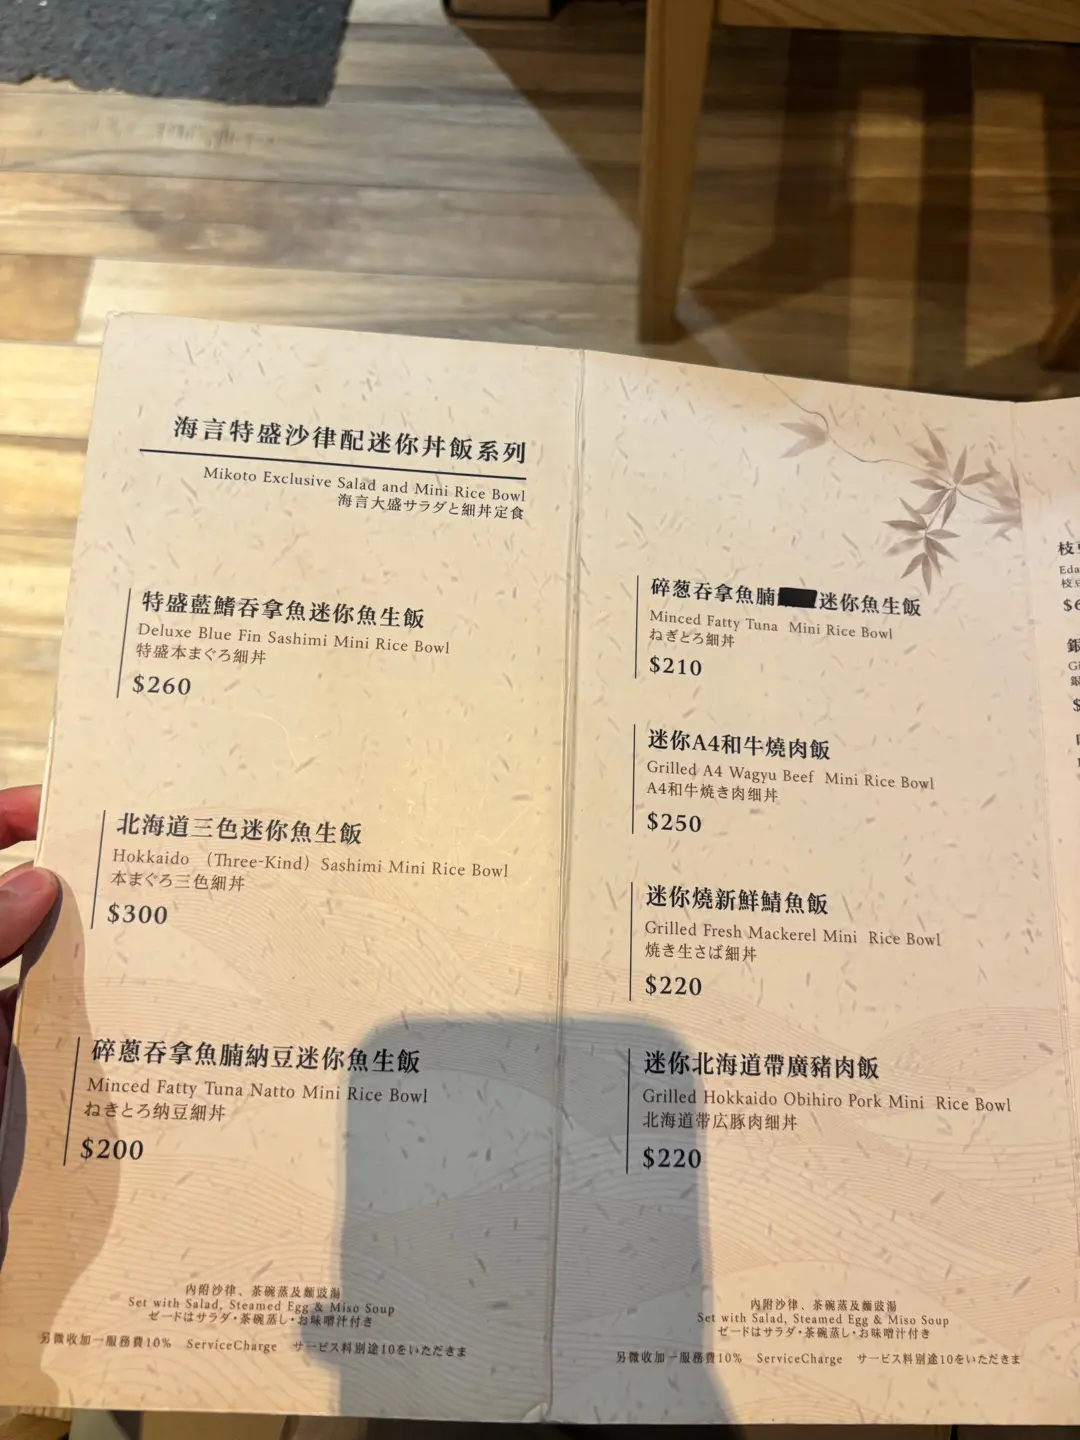 海言特盛沙律配迷你丼飯系列
Mikoto Exclusive Salad and Mini Rice Bowl
海言大盛サラダと細丼定食
特盛藍鰭吞拿魚迷你魚生飯
Deluxe Blue Fin Sashimi Mini Rice Bowl
特盛本まぐろ細丼
$260
北海道三色迷你魚生飯
Hokkaido （Three-Kind）Sashimi Mini Rice Bowl
本まぐろ三色細丼
$300
碎蔥吞拿魚腩納豆迷你魚生飯
Minced Fatty Tuna Natto Mini Rice Bowl
ねきとろ纳豆細丼
$200
內附沙律、茶碗蒸及麵豉湯
Set with Salad, Steamed Egg & Miso Soup
ゼードはサラダ・茶碗蒸し・お味噌汁付き
另微收加一服務費10% ServiceCharge サービス料別途10をいただきま
碎葱吞拿魚腩 迷你魚生飯
Minced Fatty Tuna Mini Rice Bowl
ねぎとろ細丼
$210
迷你A4和牛燒肉飯
Grilled A4 Wagyu Beef Mini Rice Bowl
A4和牛燒き肉细丼
$250
迷你燒新鮮鯖魚飯
Grilled Fresh Mackerel Mini Rice Bowl
焼き生さば細丼
$220
迷你北海道帶廣豬肉飯
Grilled Hokkaido Obihiro Pork Mini Rice Bowl
北海道帯広豚肉细丼
$220
內附沙律、茶碗蒸及麵豉湯
Set with Salad, Steamed Egg & Miso Soup
ゼードはサラダ・茶碗蒸し・お味噌汁付き
另微收加一服務費10% ServiceCharge サービス料別途10をいただきま